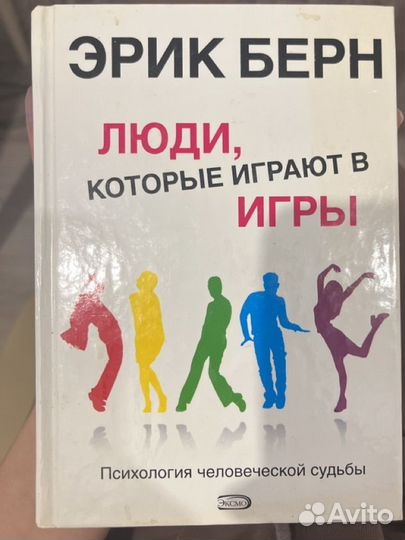 ЭРИК БЕРН
ЛЮДИ,
КОТОРЫЕ ИГРАЮТ В
ИГРЫ
Психология человеческой судьбы
ЭКСМО
Avito